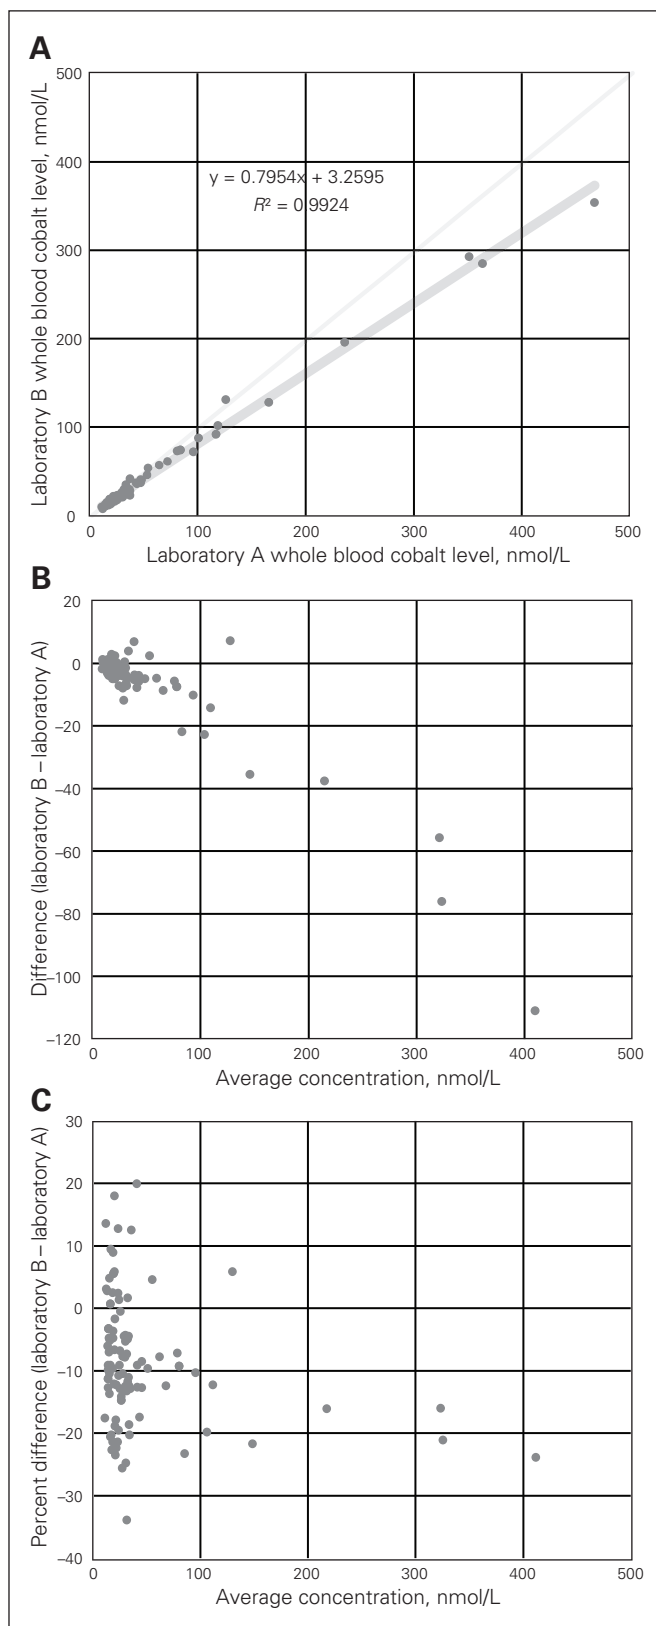 A
500
400
300
200
100
0
Laboratory B whole blood cobalt level, nmol/L
y = 0.7954x + 3.2595
R² = 0.9924
0 100 200 300 400 500
Laboratory A whole blood cobalt level, nmol/L
B
20
0
–20
–40
–60
–80
–100
–120
Difference (laboratory B – laboratory A)
0 100 200 300 400 500
Average concentration, nmol/L
C
30
20
10
0
–10
–20
–30
–40
Percent difference (laboratory B – laboratory A)
0 100 200 300 400 500
Average concentration, nmol/L